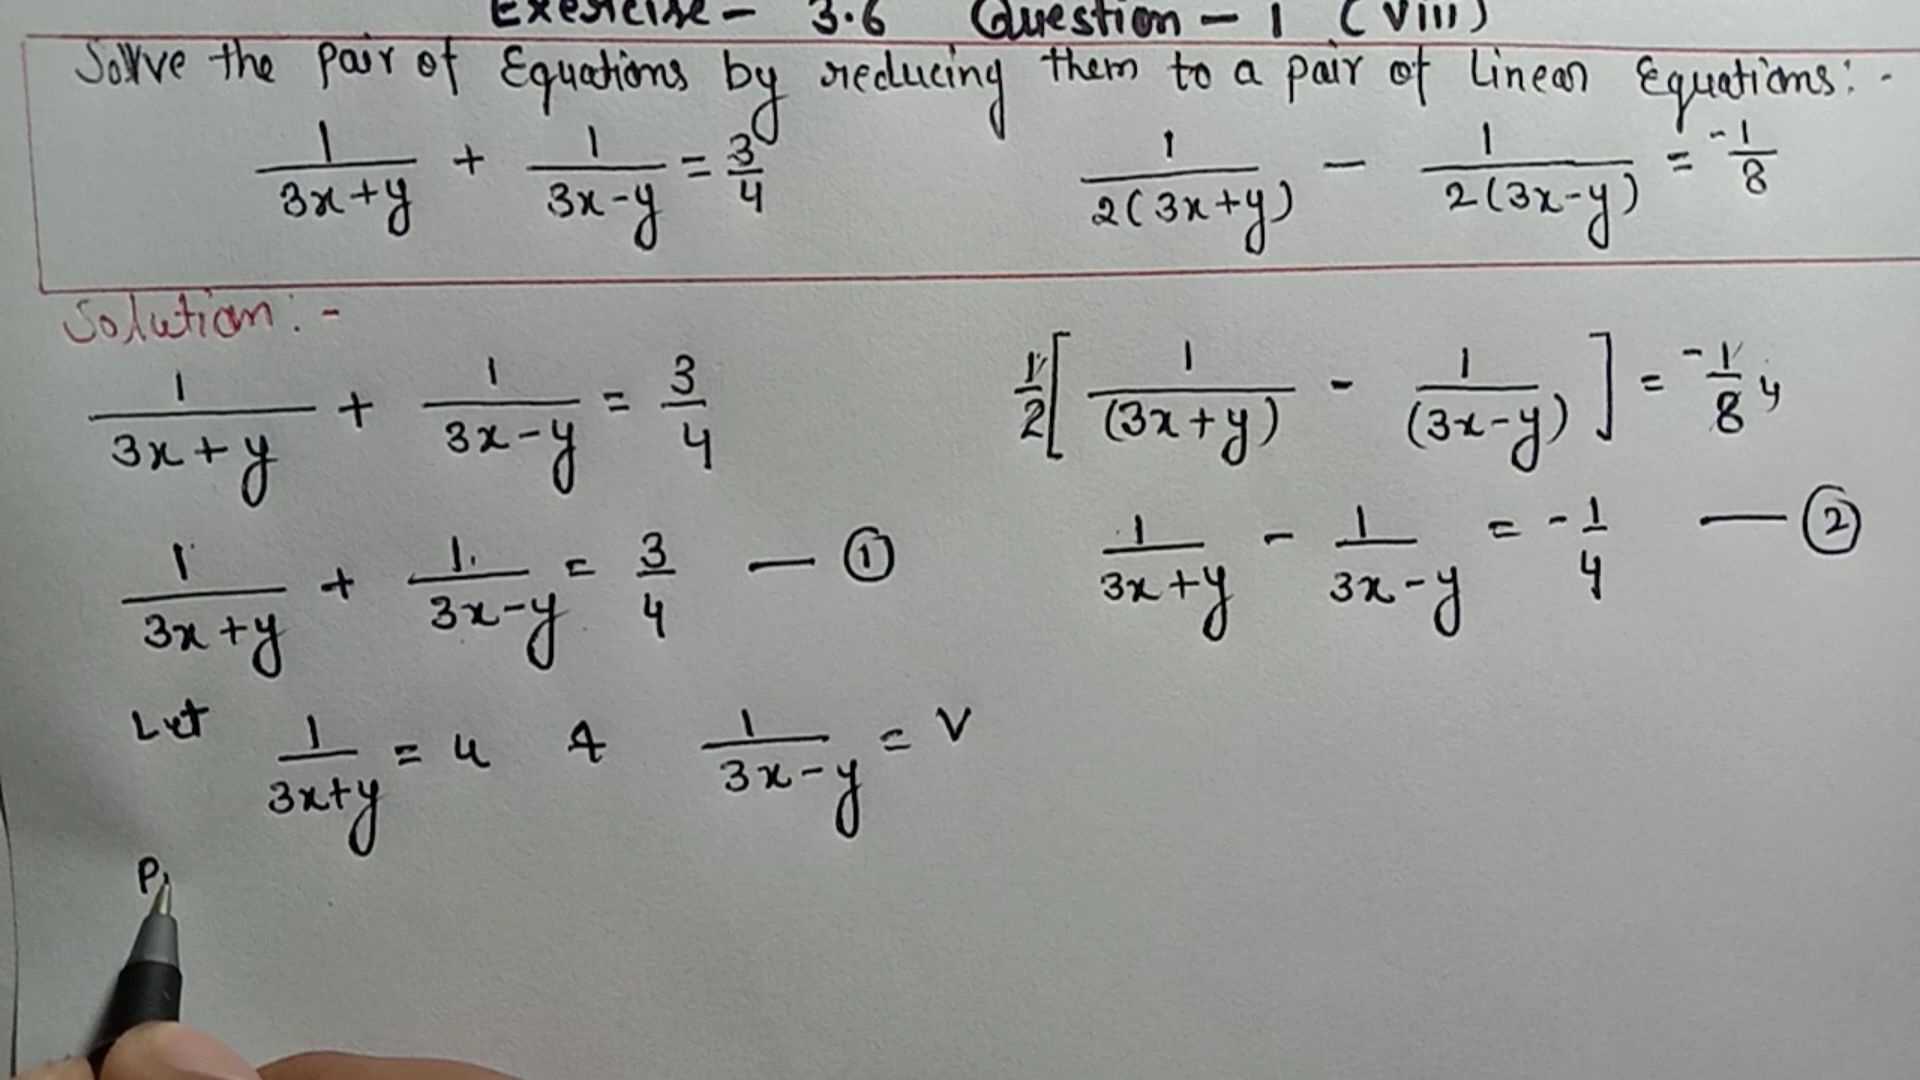 Exercise - 3.6 Question - 1 (viii)
Solve the pair of Equations by reducing them to a pair of Linear Equations:-
1/(3x+y) + 1/(3x-y) = 3/4    1/(2(3x+y)) - 1/(2(3x-y)) = -1/8
Solution:-
1/(3x+y) + 1/(3x-y) = 3/4    1/2[1/((3x+y)) - 1/((3x-y))] = -1/8 4
1/(3x+y) + 1/(3x-y) = 3/4 — ①    1/(3x+y) - 1/(3x-y) = -1/4 — ②
Let 1/(3x+y) = u & 1/(3x-y) = v
P